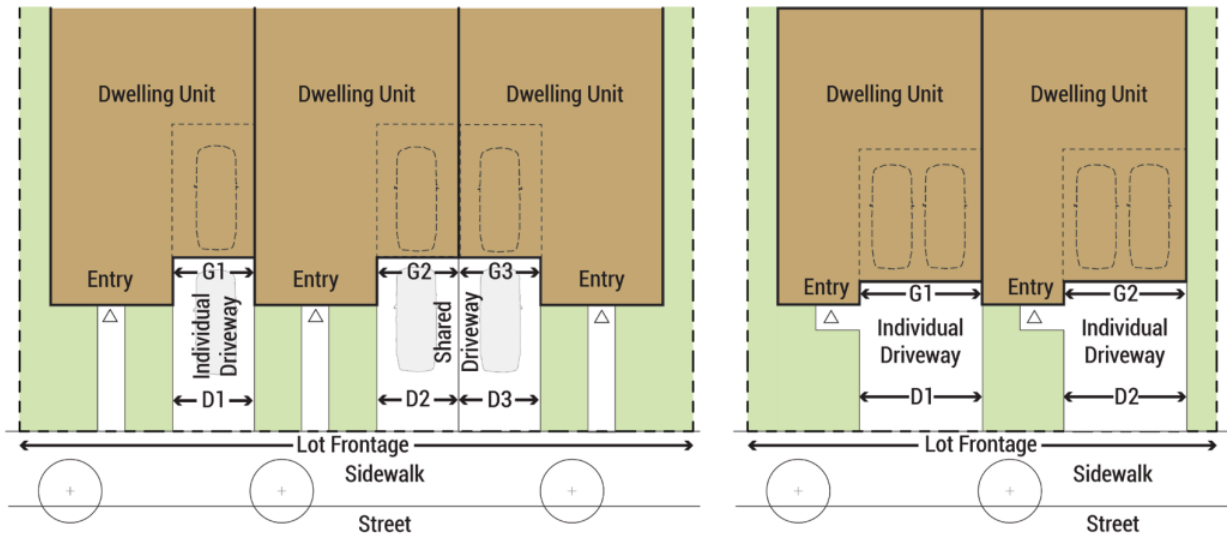 Dwelling Unit
Dwelling Unit
Dwelling Unit
Entry
G1
Entry
G2
G3
Entry
Individual
Driveway
Shared
Driveway
D1
D2
D3
Lot Frontage
Sidewalk
Street
Dwelling Unit
Dwelling Unit
Entry
G1
Entry
G2
Individual
Driveway
Individual
Driveway
D1
D2
Lot Frontage
Sidewalk
Street